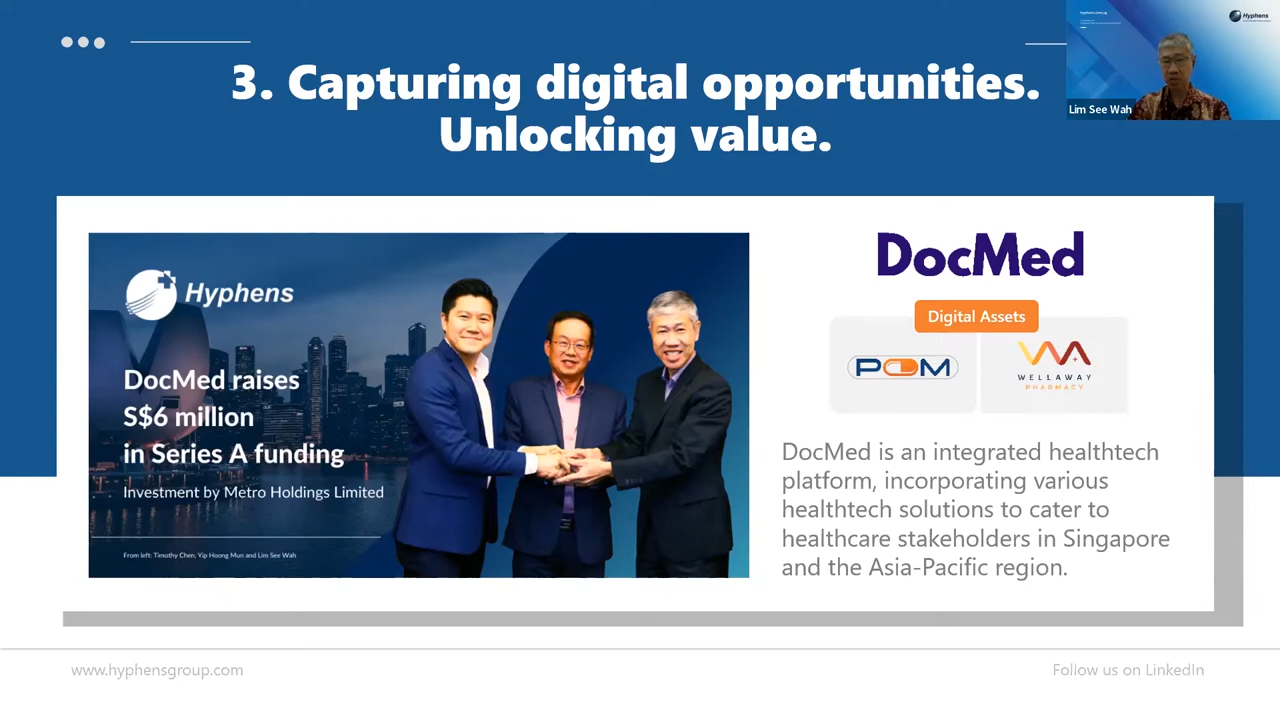 3. Capturing digital opportunities.
Unlocking value.
Hyphens
Lim See Wah
Hyphens
DocMed raises
S$6 million
in Series A funding
Investment by Metro Holdings Limited
From left: Timothy Chen, Yip Hoong Mun and Lim See Wah
DocMed
Digital Assets
POM
WELLAWAY
PHARMACY
DocMed is an integrated healthtech
platform, incorporating various
healthtech solutions to cater to
healthcare stakeholders in Singapore
and the Asia-Pacific region.
www.hyphensgroup.com
Follow us on LinkedIn